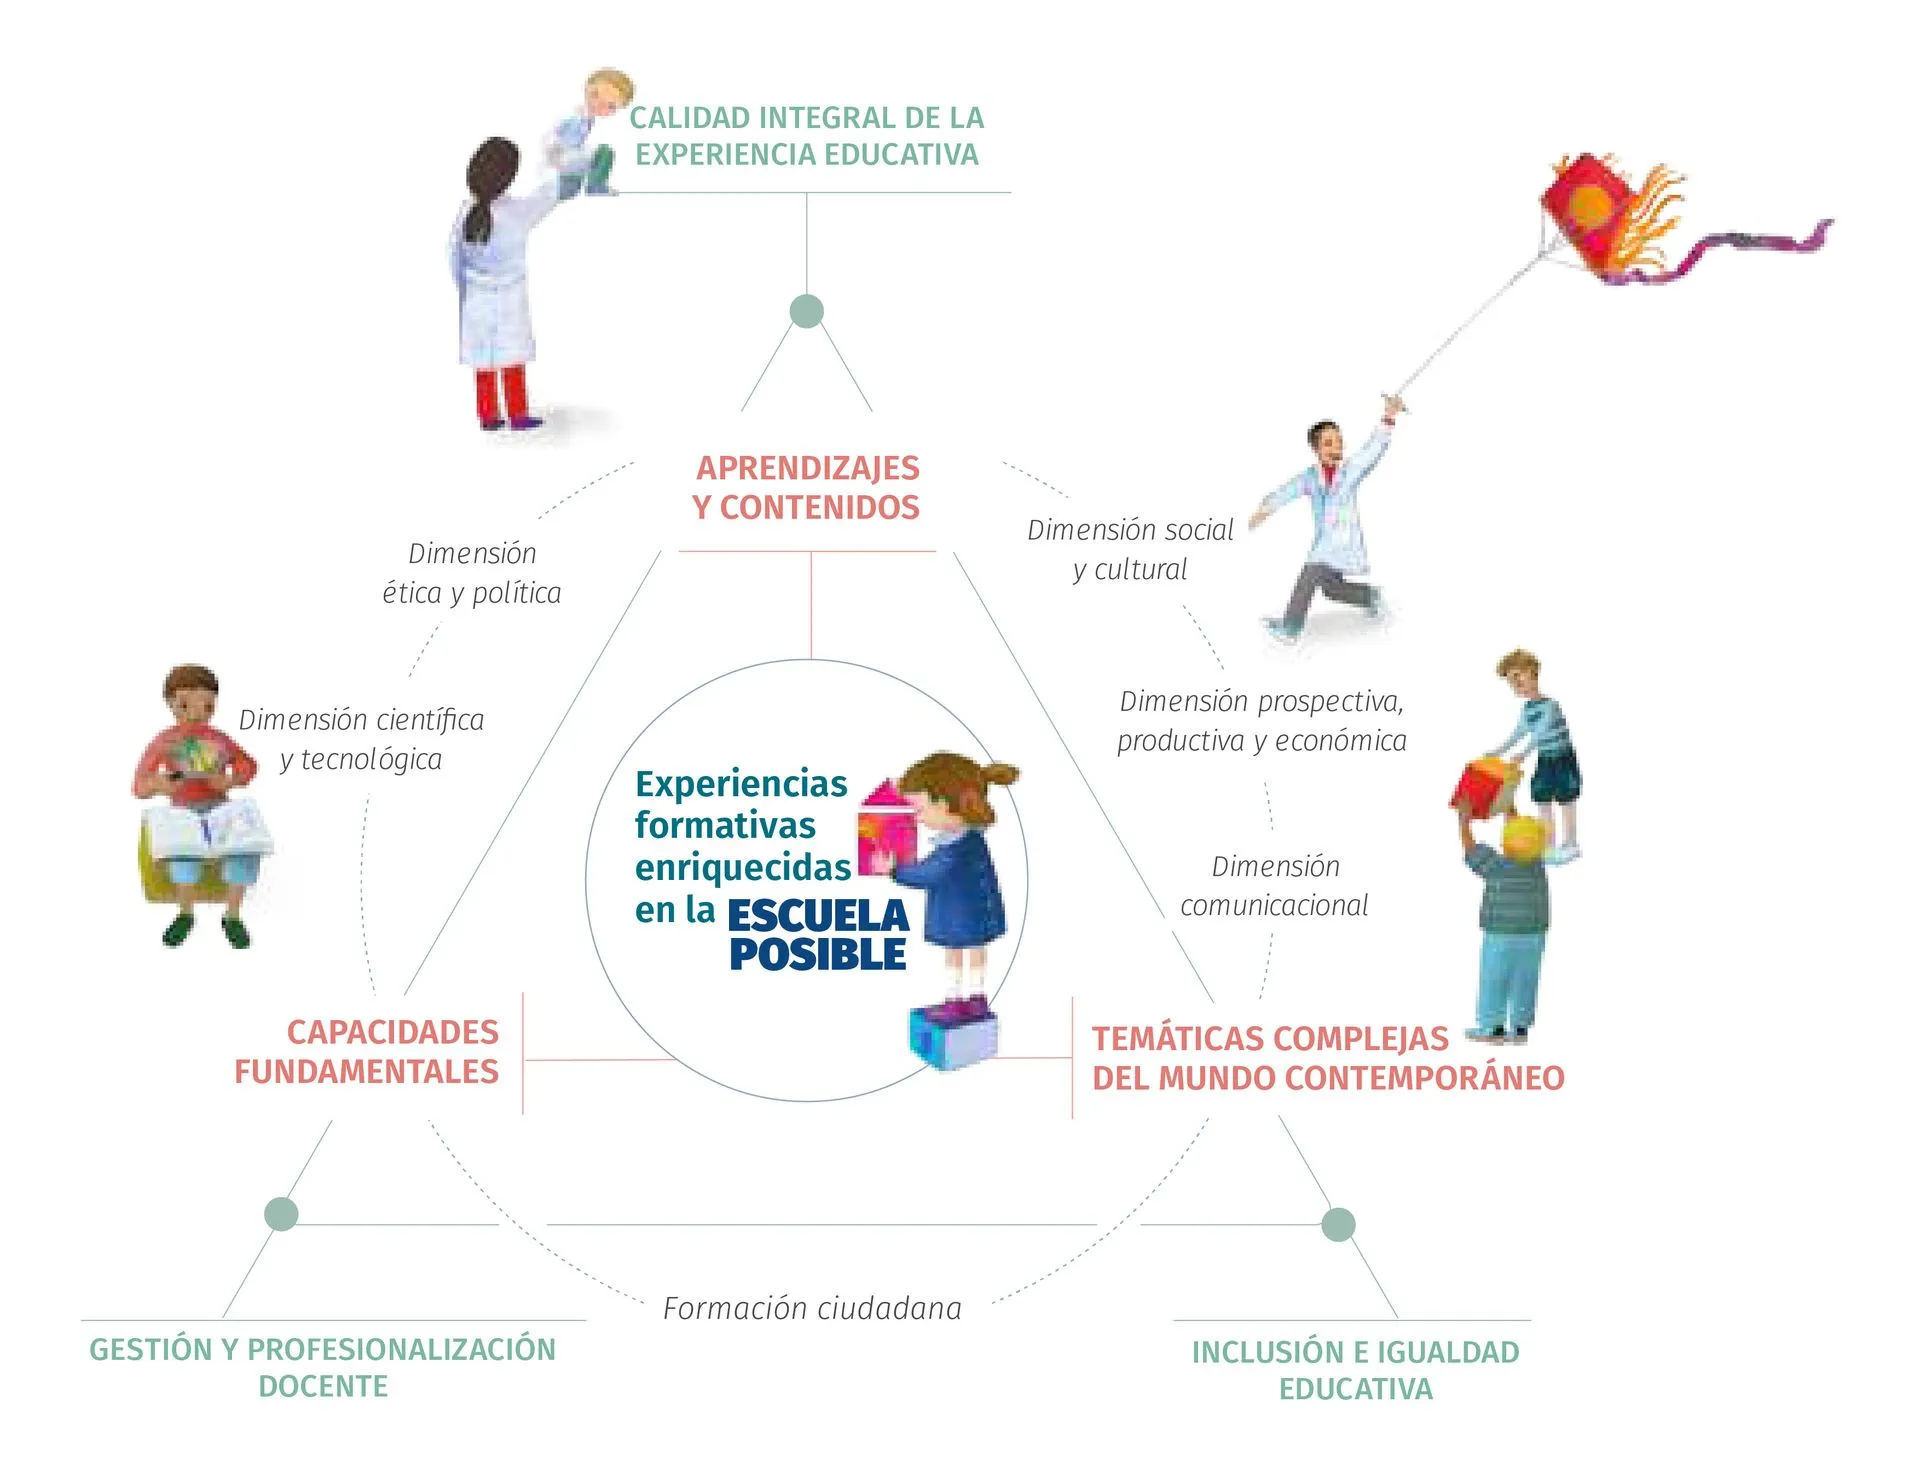 CALIDAD INTEGRAL DE LA
EXPERIENCIA EDUCATIVA
APRENDIZAJES
Y CONTENIDOS
Dimensión
ética y política
Dimensión social
y cultural
Dimensión científica
y tecnológica
Dimensión prospectiva,
productiva y económica
Experiencias
formativas
enriquecidas
en la ESCUELA
POSIBLE
Dimensión
comunicacional
CAPACIDADES
FUNDAMENTALES
TEMÁTICAS COMPLEJAS
DEL MUNDO CONTEMPORÁNEO
Formación ciudadana
GESTIÓN Y PROFESIONALIZACIÓN
DOCENTE
INCLUSIÓN E IGUALDAD
EDUCATIVA